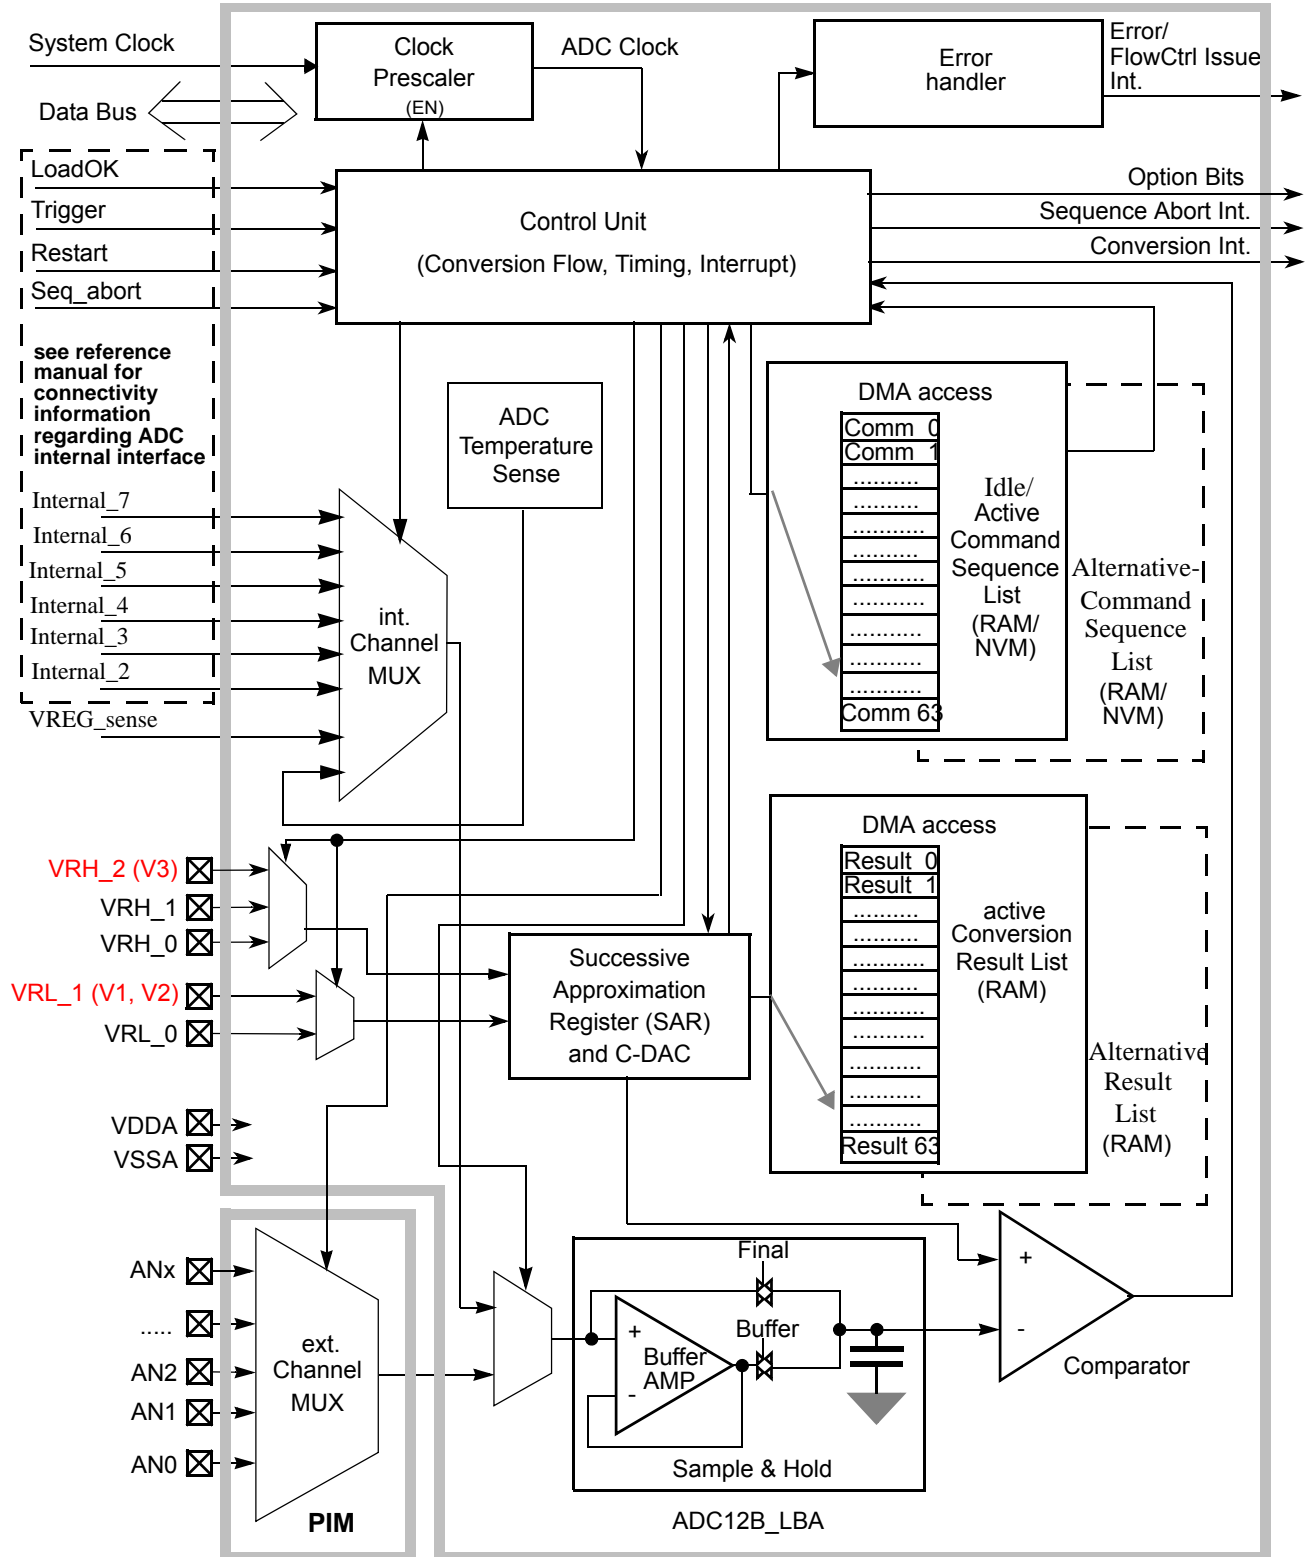 System Clock
Data Bus
Clock
Prescaler
(EN)
ADC Clock
Error
handler
Error/
FlowCtrl Issue
Int.
LoadOK
Trigger
Restart
Seq_abort
Control Unit
(Conversion Flow, Timing, Interrupt)
Option Bits
Sequence Abort Int.
Conversion Int.
see reference
manual for
connectivity
information
regarding ADC
internal interface
Internal_7
Internal_6
Internal_5
Internal_4
Internal_3
Internal_2
VREG_sense
ADC
Temperature
Sense
int.
Channel
MUX
DMA access
Comm 0
Comm 1
..........
..........
...........
..........
...........
...........
...........
...........
...........
Comm 63
Idle/
Active
Command
Sequence
List
(RAM/
NVM)
Alternative-
Command
Sequence
List
(RAM/
NVM)
VRH_2 (V3)
VRH_1
VRH_0
VRL_1 (V1, V2)
VRL_0
VDDA
VSSA
Successive
Approximation
Register (SAR)
and C-DAC
DMA access
Result 0
Result 1
..........
..........
...........
..........
...........
...........
...........
...........
...........
Result 63
active
Conversion
Result List
(RAM)
Alternative
Result
List
(RAM)
ANx
.....
AN2
AN1
AN0
ext.
Channel
MUX
PIM
Final
Buffer
+
Buffer
AMP
-
Sample & Hold
+
-
Comparator
ADC12B_LBA